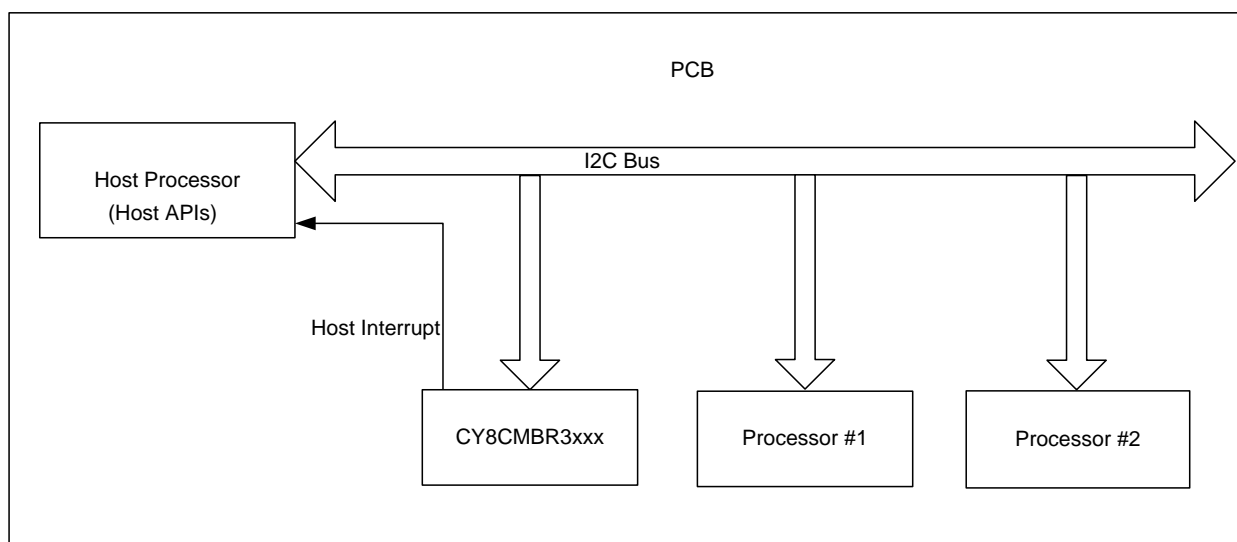 PCB
I2C Bus
Host Processor
(Host APIs)
Host Interrupt
CY8CMBR3xxx
Processor #1
Processor #2